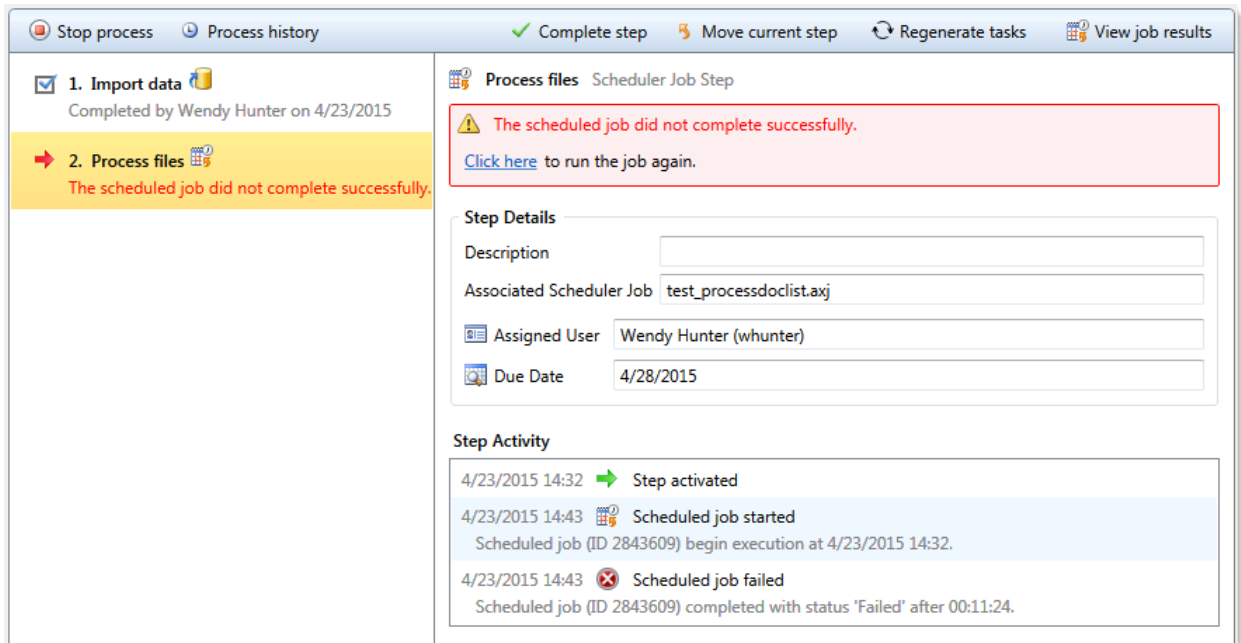 Stop process Process history Complete step Move current step Regenerate tasks View job results
1. Import data
Completed by Wendy Hunter on 4/23/2015
2. Process files
The scheduled job did not complete successfully.
Process files Scheduler Job Step
The scheduled job did not complete successfully.
Click here to run the job again.
Step Details
Description
Associated Scheduler Job test_processdoclist.axj
Assigned User Wendy Hunter (whunter)
Due Date 4/28/2015
Step Activity
4/23/2015 14:32 Step activated
4/23/2015 14:43 Scheduled job started
Scheduled job (ID 2843609) begin execution at 4/23/2015 14:32.
4/23/2015 14:43 Scheduled job failed
Scheduled job (ID 2843609) completed with status 'Failed' after 00:11:24.